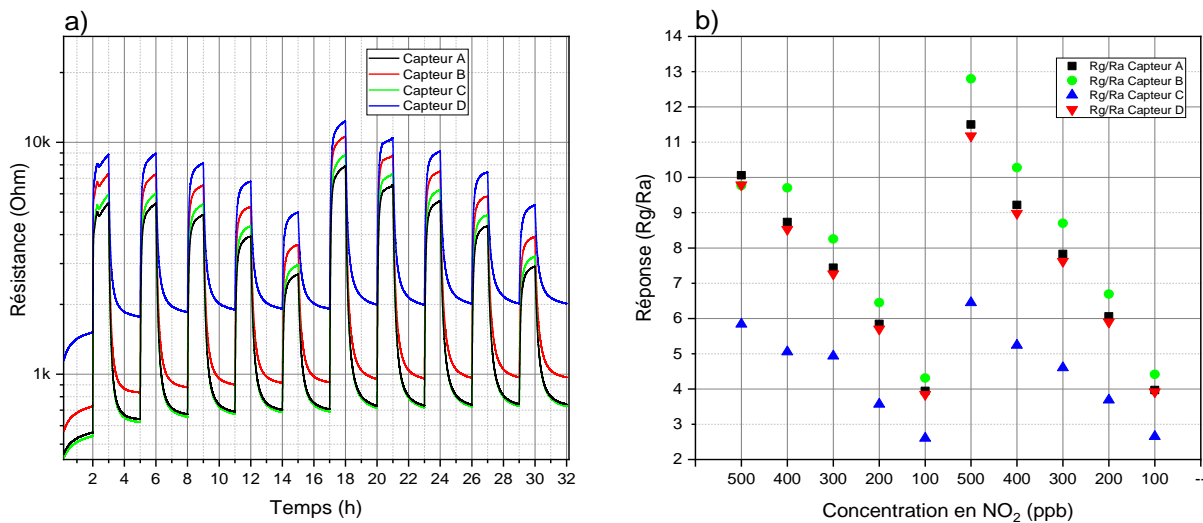 a)
Capteur A
Capteur B
Capteur C
Capteur D
10k
1k
Résistance (Ohm)
2 4 6 8 10 12 14 16 18 20 22 24 26 28 30 32
Temps (h)
b)
Rg/Ra Capteur A
Rg/Ra Capteur B
Rg/Ra Capteur C
Rg/Ra Capteur D
14
13
12
11
10
9
8
7
6
5
4
3
2
Réponse (Rg/Ra)
500 400 300 200 100 500 400 300 200 100 --
Concentration en NO₂ (ppb)